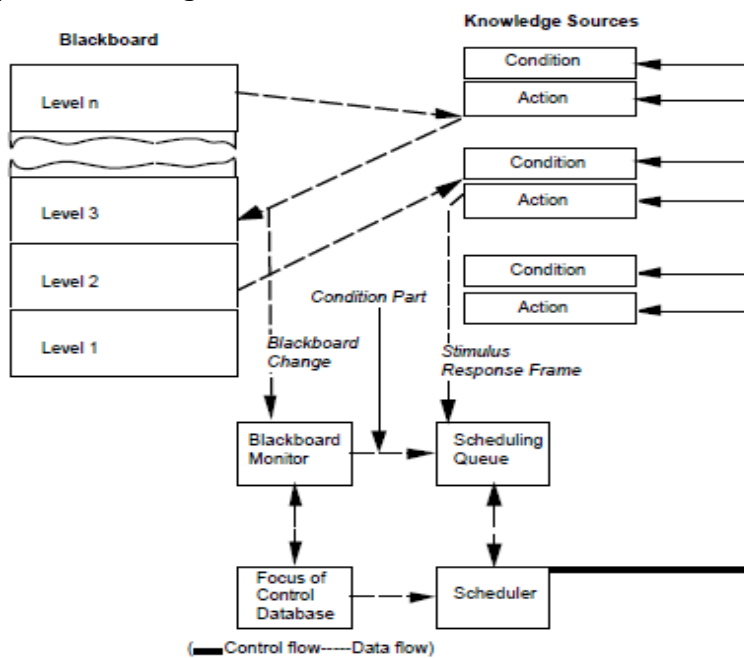 Blackboard
Knowledge Sources
Level n
Level 3
Level 2
Level 1
Condition
Action
Condition
Action
Condition
Action
Condition Part
Blackboard
Change
Stimulus
Response Frame
Blackboard
Monitor
Scheduling
Queue
Focus of
Control
Database
Scheduler
(▬Control flow-----Data flow)